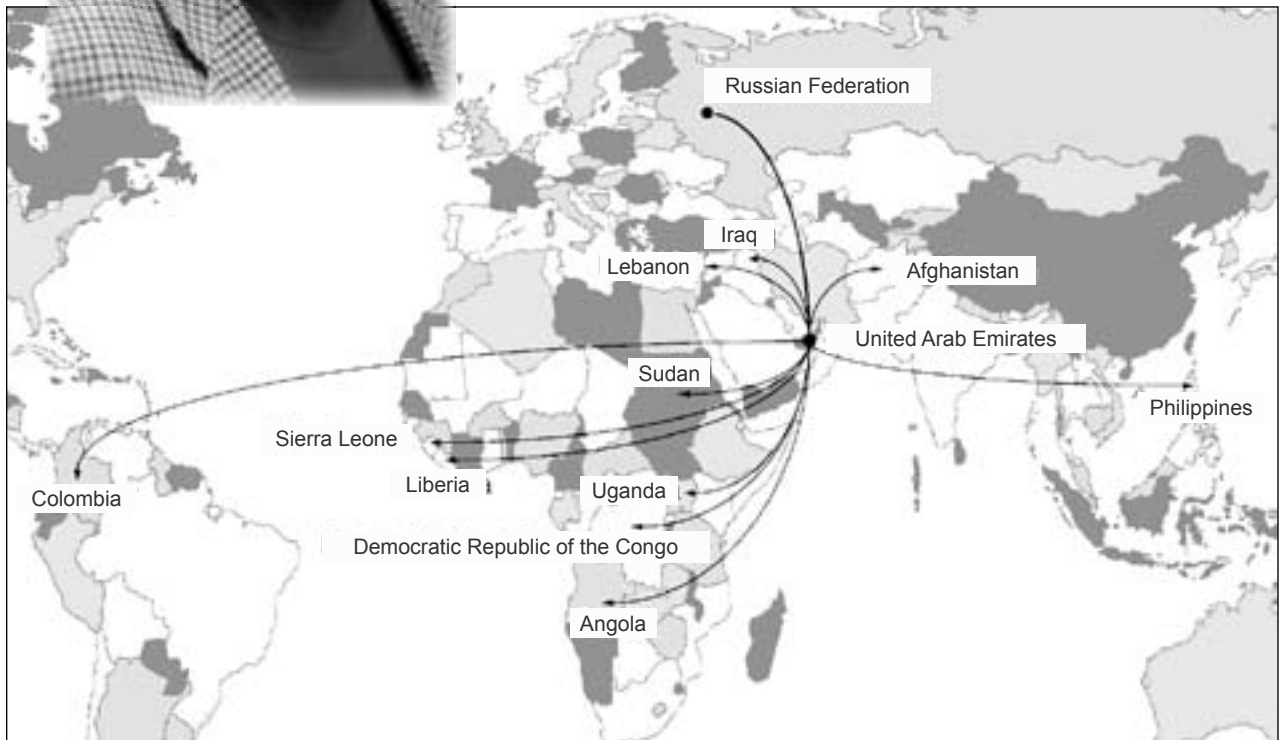 Russian Federation
Iraq
Lebanon
Afghanistan
United Arab Emirates
Sudan
Philippines
Sierra Leone
Liberia
Uganda
Colombia
Democratic Republic of the Congo
Angola